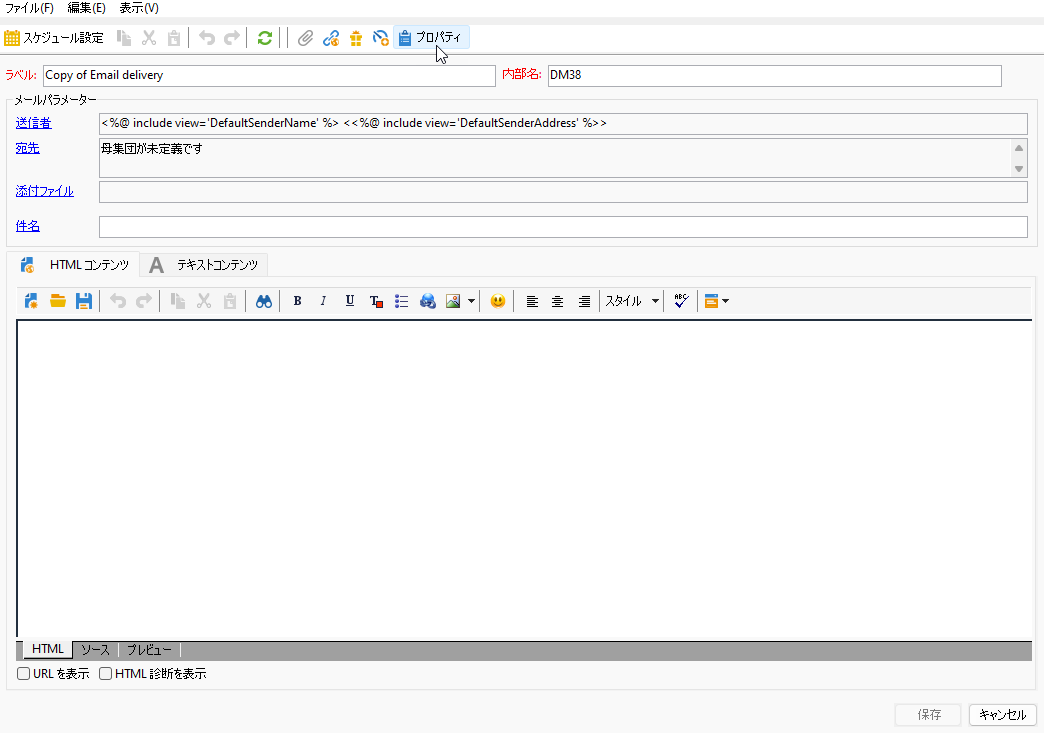 ファイル(F) 編集(E) 表示(V)
スケジュール設定 プロパティ
ラベル: Copy of Email delivery 内部名: DM38
メールパラメーター
送信者 <%@ include view='DefaultSenderName' %> <<%@ include view='DefaultSenderAddress' %>>
宛先 母集団が未定義です
添付ファイル
件名
HTML コンテンツ A テキストコンテンツ
B I U T スタイル ABC
HTML ソース プレビュー
URL を表示 HTML 診断を表示
保存 キャンセル